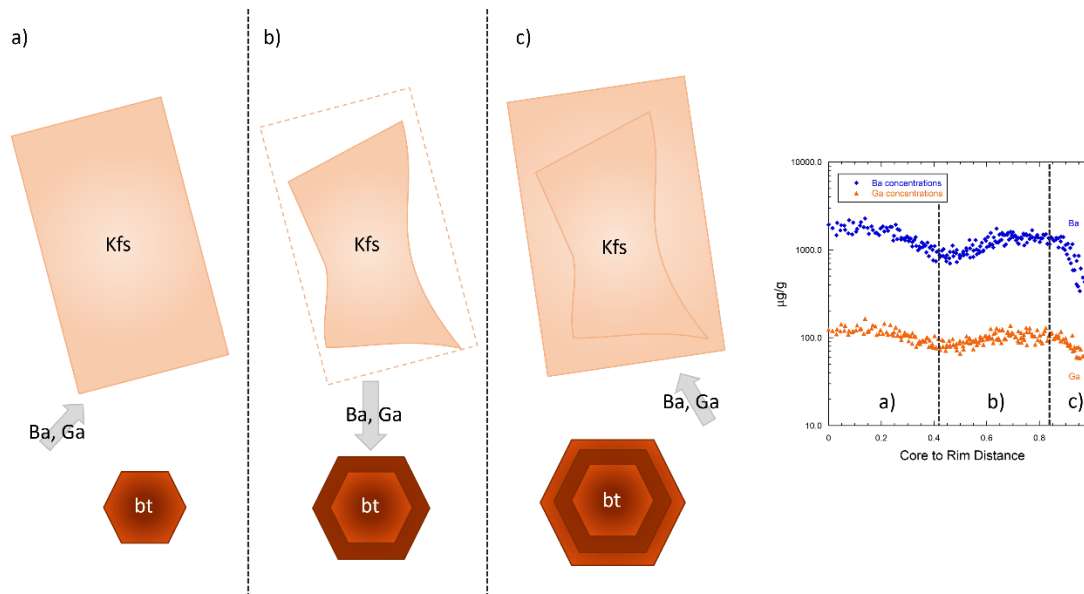 a)
b)
c)
Kfs
Kfs
Kfs
Ba, Ga
Ba, Ga
Ba, Ga
bt
bt
bt
10000.0
1000.0
100.0
10.0
µg/g
Ba concentrations
Ga concentrations
Ba
Ga
a)
b)
c)
0
0.2
0.4
0.6
0.8
Core to Rim Distance